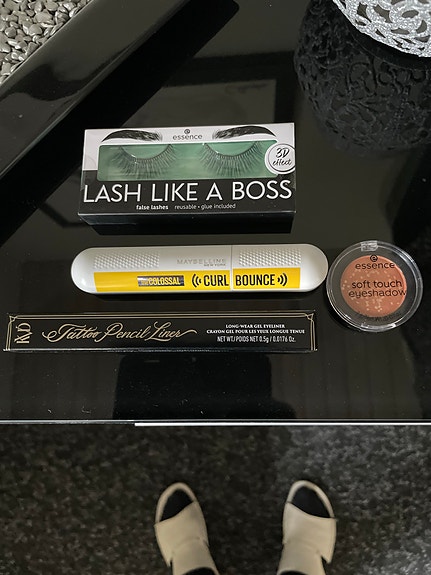 essence
3D
effect
LASH LIKE A BOSS
false lashes reusable • glue included
MAYBELLINE
NEW YORK
THE COLOSSAL CURL BOUNCE
essence
soft touch
eyeshadow
KVD Tattoo Pencil Liner
LONG-WEAR GEL EYELINER
CRAYON GEL POUR LES YEUX LONGUE TENUE
NET WT/POIDS NET 0.5g / 0.0176 Oz.